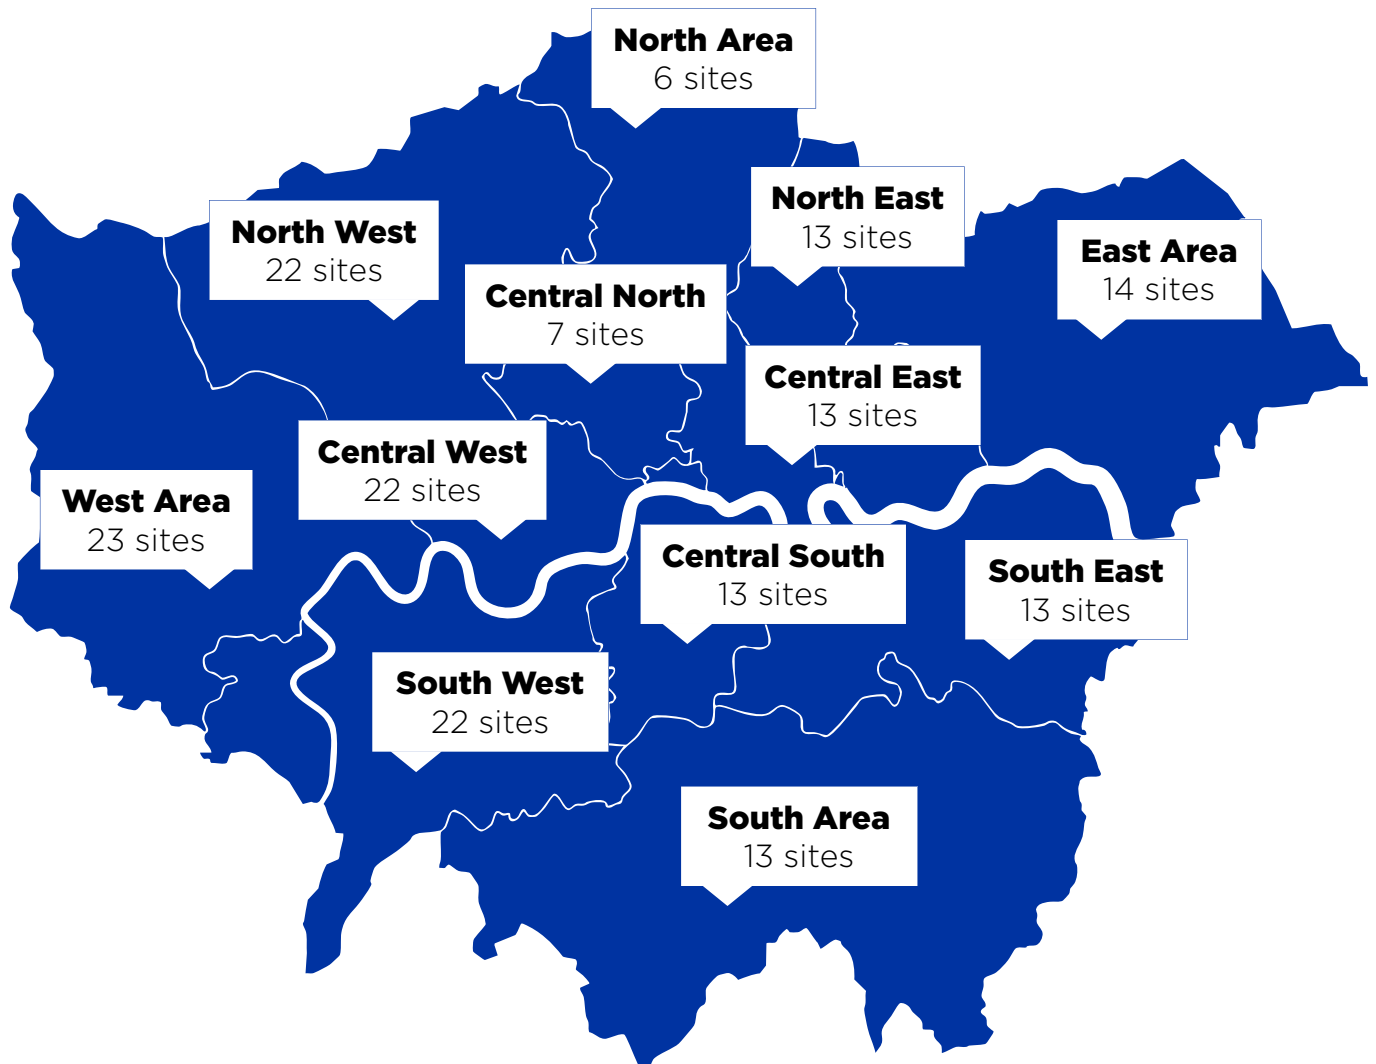 North Area
6 sites
North East
13 sites
North West
22 sites
East Area
14 sites
Central North
7 sites
Central East
13 sites
Central West
22 sites
West Area
23 sites
Central South
13 sites
South East
13 sites
South West
22 sites
South Area
13 sites